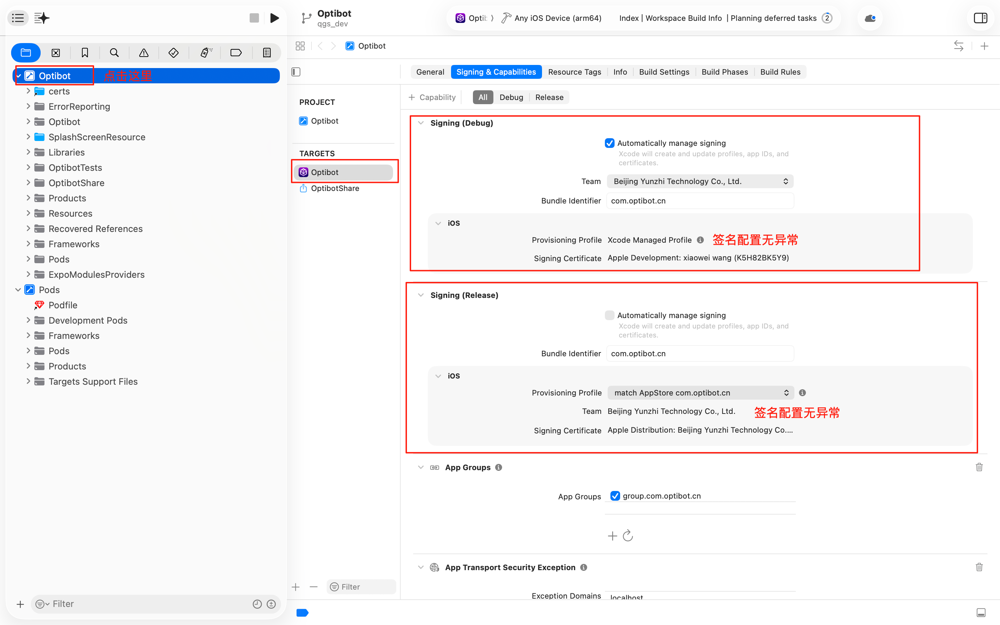 Optibot
qgs_dev
Optib
Any iOS Device (arm64)
Index | Workspace Build Info | Planning deferred tasks
2
Optibot
点击这里
certs
ErrorReporting
Optibot
SplashScreenResource
Libraries
OptibotTests
OptibotShare
Products
Resources
Recovered References
Frameworks
Pods
ExpoModulesProviders
Pods
Podfile
Development Pods
Frameworks
Pods
Products
Targets Support Files
Filter
Optibot
PROJECT
Optibot
TARGETS
Optibot
OptibotShare
Filter
General
Signing & Capabilities
Resource Tags
Info
Build Settings
Build Phases
Build Rules
Capability
All
Debug
Release
Signing (Debug)
Automatically manage signing
Xcode will create and update profiles, app IDs, and
certificates.
Team Beijing Yunzhi Technology Co., Ltd.
Bundle Identifier com.optibot.cn
iOS
Provisioning Profile Xcode Managed Profile 签名配置无异常
Signing Certificate Apple Development: xiaowei wang (K5H82BK5Y9)
Signing (Release)
Automatically manage signing
Xcode will create and update profiles, app IDs, and
certificates.
Bundle Identifier com.optibot.cn
iOS
Provisioning Profile match AppStore com.optibot.cn
Team Beijing Yunzhi Technology Co., Ltd. 签名配置无异常
Signing Certificate Apple Distribution: Beijing Yunzhi Technology Co....
App Groups
App Groups group.com.optibot.cn
App Transport Security Exception
Exception Domains localhost